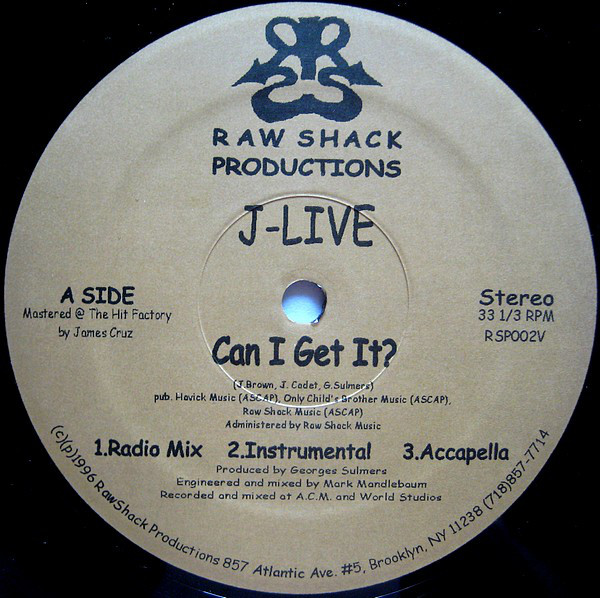 RAW SHACK
PRODUCTIONS
J-LIVE
A SIDE
Mastered @ The Hit Factory
by James Cruz
Stereo
33 1/3 RPM
RSP002V
Can I Get It?
(J.Brown, J. Cadet, G.Sulmers)
pub. Havick Music (ASCAP), Only Child's Brother Music (ASCAP),
Raw Shack Music (ASCAP)
Administered by Raw Shack Music
1.Radio Mix 2.Instrumental 3.Accapella
Produced by Georges Sulmers
Engineered and mixed by Mark Mandlebaum
Recorded and mixed at A.C.M. and World Studios
(c)(p)1996 RawShack Productions 857 Atlantic Ave. #5, Brooklyn, NY 11238 (718)857-7714